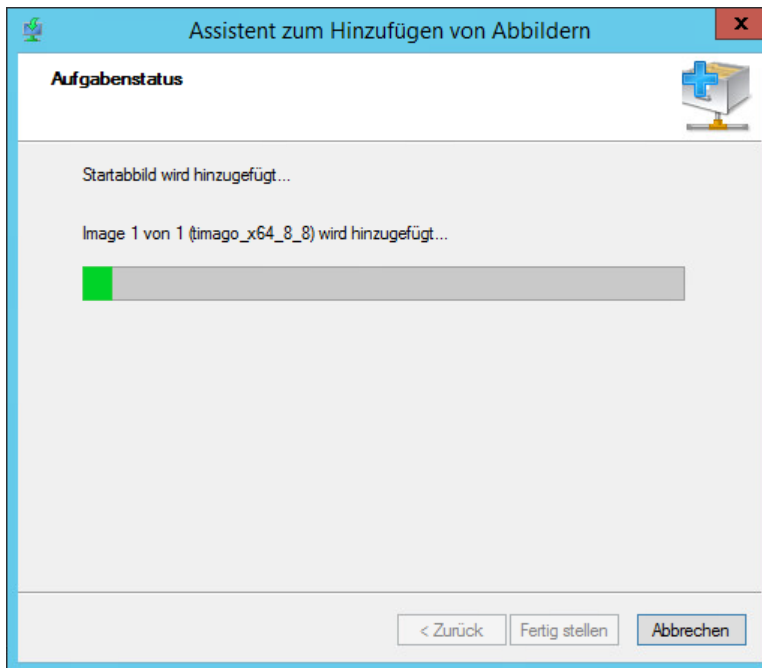 Assistent zum Hinzufügen von Abbildern
x
Aufgabenstatus
Startabbild wird hinzugefügt...
Image 1 von 1 (timago_x64_8_8) wird hinzugefügt...
< Zurück Fertig stellen Abbrechen